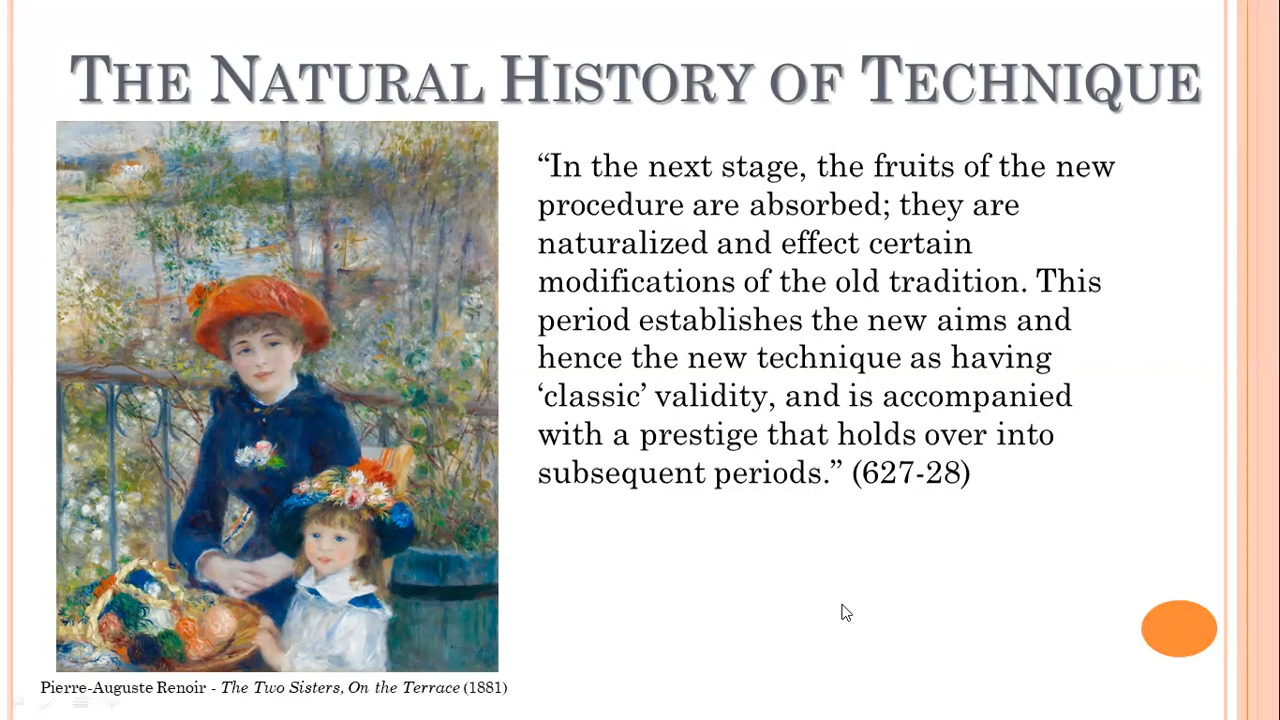 THE NATURAL HISTORY OF TECHNIQUE
“In the next stage, the fruits of the new
procedure are absorbed; they are
naturalized and effect certain
modifications of the old tradition. This
period establishes the new aims and
hence the new technique as having
‘classic’ validity, and is accompanied
with a prestige that holds over into
subsequent periods.” (627-28)
Pierre-Auguste Renoir - The Two Sisters, On the Terrace (1881)